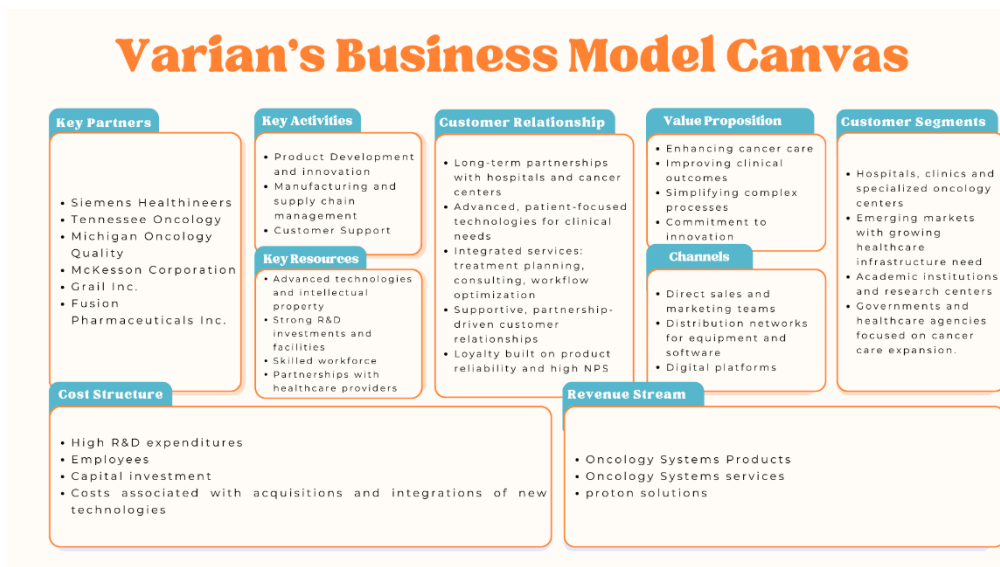 Varian's Business Model Canvas
Key Partners
• Siemens Healthineers
• Tennessee Oncology
• Michigan Oncology
Quality
• McKesson Corporation
• Grail Inc.
• Fusion
Pharmaceuticals Inc.
Key Activities
• Product Development
and innovation
• Manufacturing and
supply chain
management
• Customer Support
Key Resources
• Advanced technologies
and intellectual
property
• Strong R&D
investments and
facilities
• Skilled workforce
• Partnerships with
healthcare providers
Customer Relationship
• Long-term partnerships
with hospitals and cancer
centers
• Advanced, patient-focused
technologies for clinical
needs
• Integrated services:
treatment planning,
consulting, workflow
optimization
• Supportive, partnership-
driven customer
relationships
• Loyalty built on product
reliability and high NPS
Value Proposition
• Enhancing cancer care
• Improving clinical
outcomes
• Simplifying complex
processes
• Commitment to
innovation
Channels
• Direct sales and
marketing teams
• Distribution networks
for equipment and
software
• Digital platforms
Customer Segments
• Hospitals, clinics and
specialized oncology
centers
• Emerging markets
with growing
healthcare
infrastructure need
• Academic institutions
and research centers
• Governments and
healthcare agencies
focused on cancer
care expansion.
Cost Structure
• High R&D expenditures
• Employees
• Capital investment
• Costs associated with acquisitions and integrations of new
technologies
Revenue Stream
• Oncology Systems Products
• Oncology Systems services
• proton solutions